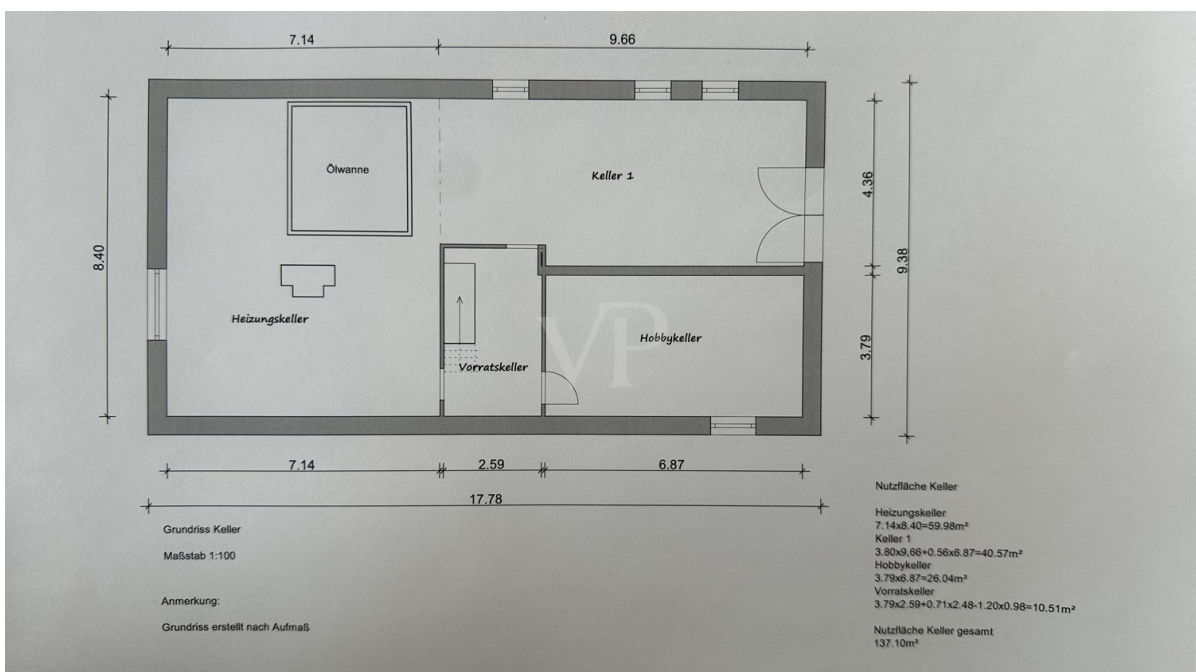 7.14
9.66
Ölwanne
Keller 1
4.36
8.40
9.38
Heizungskeller
Hobbykeller
3.79
Vorratskeller
VP
7.14
2.59
6.87
17.78
Grundriss Keller
Maßstab 1:100
Anmerkung:
Grundriss erstellt nach Aufmaß
Nutzfläche Keller
Heizungskeller
7.14x8.40=59.98m²
Keller 1
3.80x9,66+0.56x6.87=40.57m²
Hobbykeller
3.79x6.87=26.04m²
Vorratskeller
3.79x2.59+0.71x2.48-1.20x0.98=10.51m²
Nutzfläche Keller gesamt
137.10m²